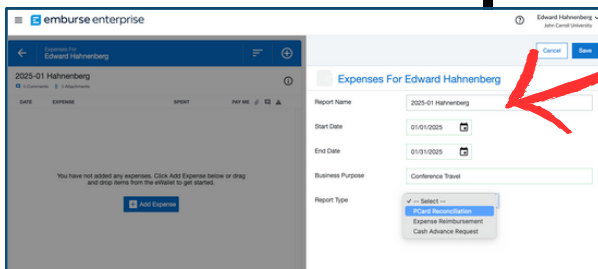 emburse enterprise
Edward Hahnenberg
John Carroll University
Expenses For
Edward Hahnenberg
Cancel
Save
2025-01 Hahnenberg
0 Comments 0 Attachments
DATE EXPENSE SPENT PAY ME
You have not added any expenses. Click Add Expense below or drag
and drop items from the eWallet to get started.
Add Expense
Expenses For Edward Hahnenberg
Report Name 2025-01 Hahnenberg
Start Date 01/01/2025
End Date 01/31/2025
Business Purpose Conference Travel
Report Type -- Select --
PCard Reconciliation
Expense Reimbursement
Cash Advance Request